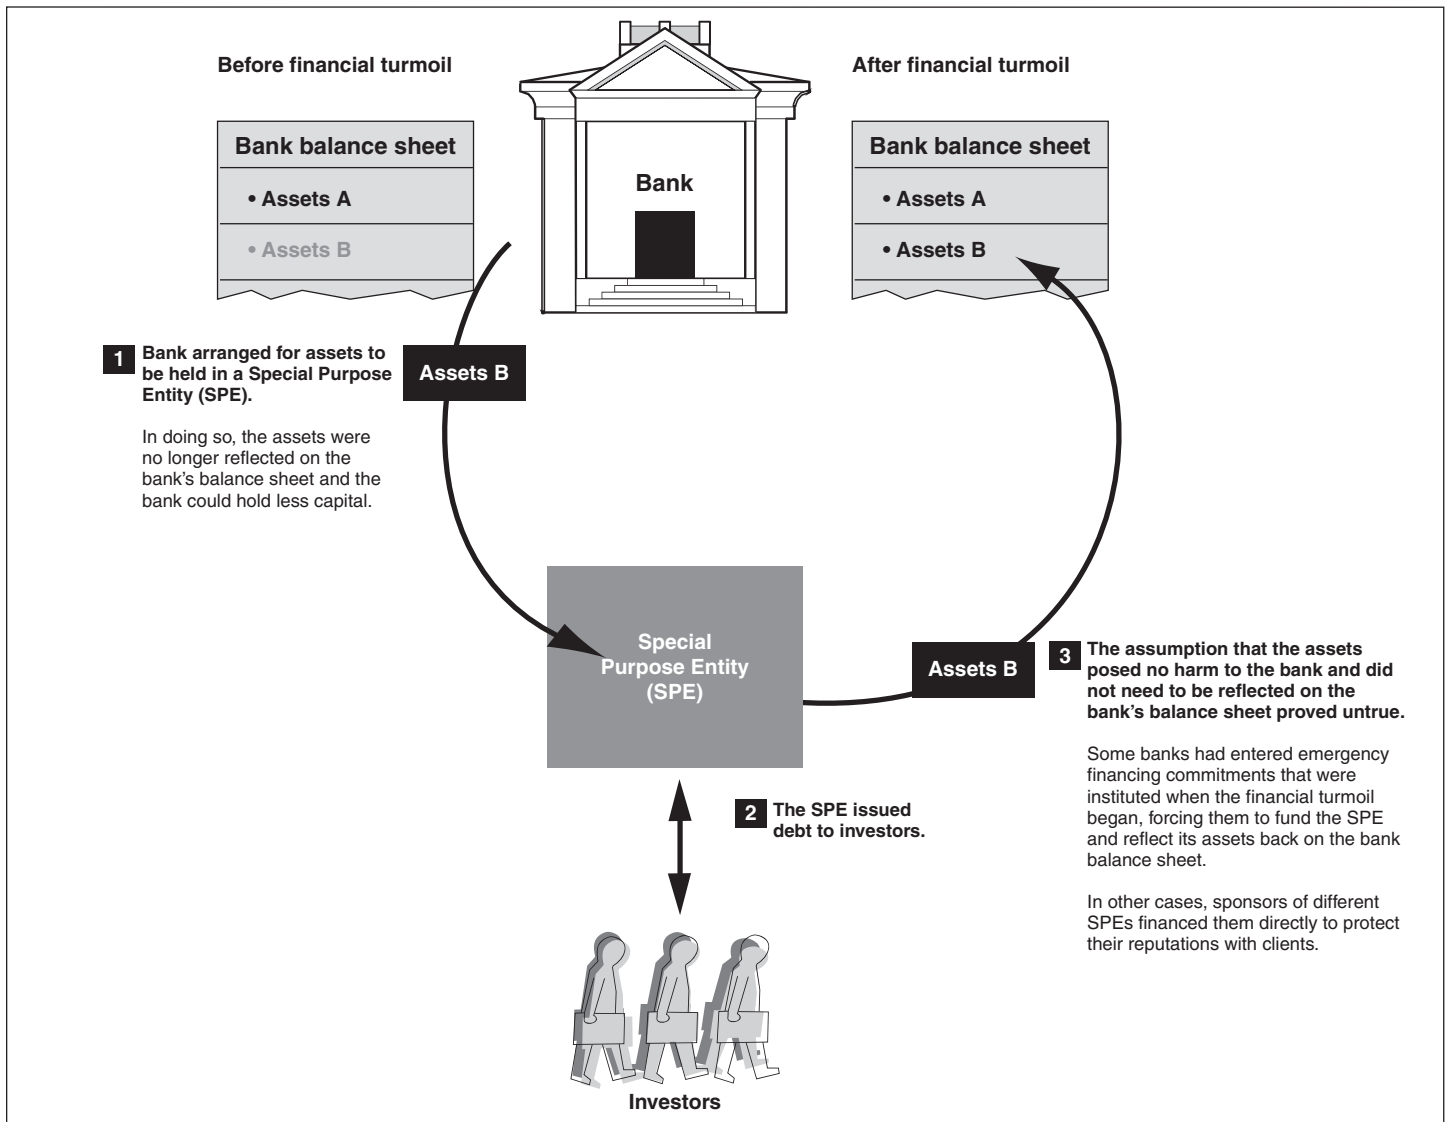 Before financial turmoil
Bank balance sheet
• Assets A
• Assets B
Bank
After financial turmoil
Bank balance sheet
• Assets A
• Assets B
1 Bank arranged for assets to
be held in a Special Purpose
Entity (SPE).
In doing so, the assets were
no longer reflected on the
bank's balance sheet and the
bank could hold less capital.
Assets B
Special
Purpose Entity
(SPE)
2 The SPE issued
debt to investors.
Investors
Assets B
3 The assumption that the assets
posed no harm to the bank and did
not need to be reflected on the
bank's balance sheet proved untrue.
Some banks had entered emergency
financing commitments that were
instituted when the financial turmoil
began, forcing them to fund the SPE
and reflect its assets back on the bank
balance sheet.
In other cases, sponsors of different
SPEs financed them directly to protect
their reputations with clients.